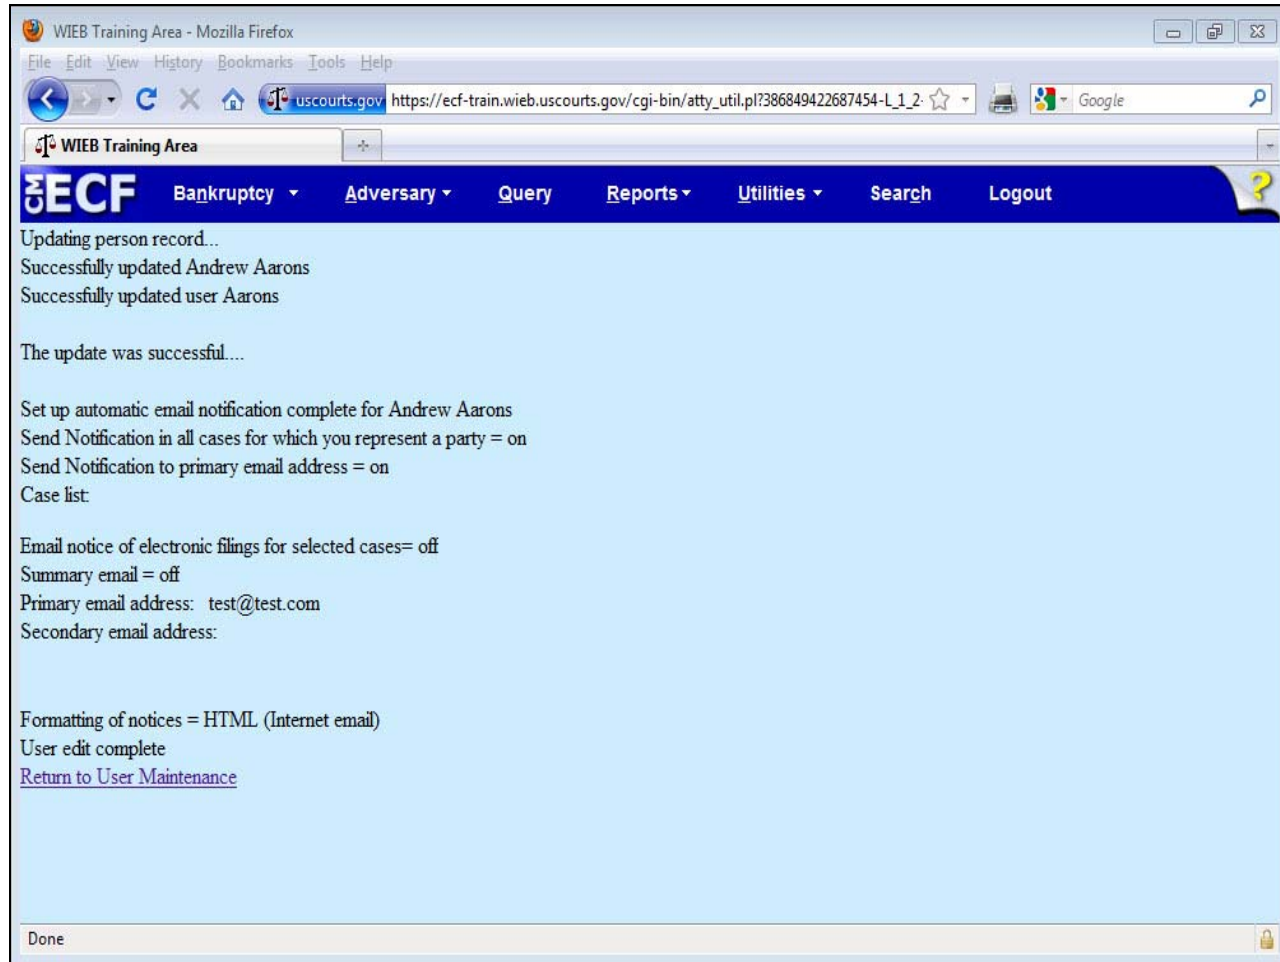 WIEB Training Area - Mozilla Firefox
File Edit View History Bookmarks Tools Help
uscourts.gov https://ecf-train.wieb.uscourts.gov/cgi-bin/atty_util.pl?386849422687454-L_1_2- Google
WIEB Training Area
CM ECF Bankruptcy Adversary Query Reports Utilities Search Logout ?
Updating person record...
Successfully updated Andrew Aarons
Successfully updated user Aarons
The update was successful....
Set up automatic email notification complete for Andrew Aarons
Send Notification in all cases for which you represent a party = on
Send Notification to primary email address = on
Case list:
Email notice of electronic filings for selected cases= off
Summary email = off
Primary email address: test@test.com
Secondary email address:
Formatting of notices = HTML (Internet email)
User edit complete
Return to User Maintenance
Done